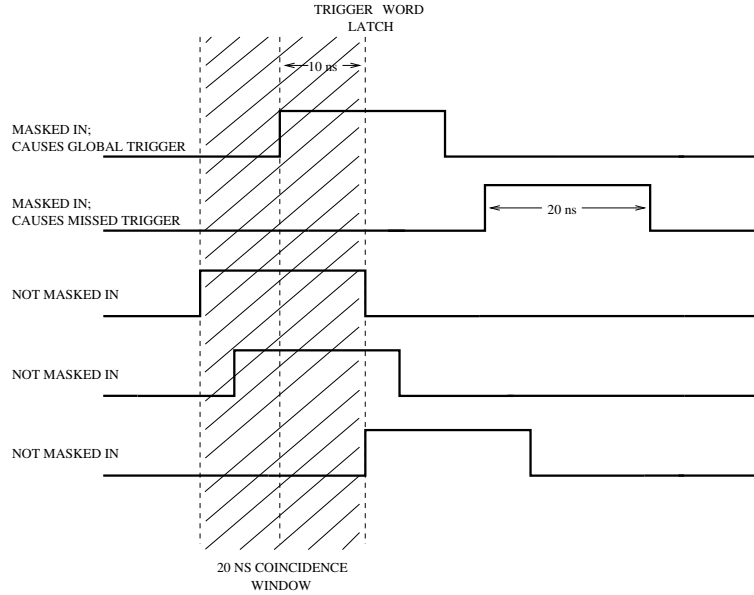 TRIGGER WORD
LATCH
10 ns
MASKED IN;
CAUSES GLOBAL TRIGGER
MASKED IN;
CAUSES MISSED TRIGGER
20 ns
NOT MASKED IN
NOT MASKED IN
NOT MASKED IN
20 NS COINCIDENCE
WINDOW